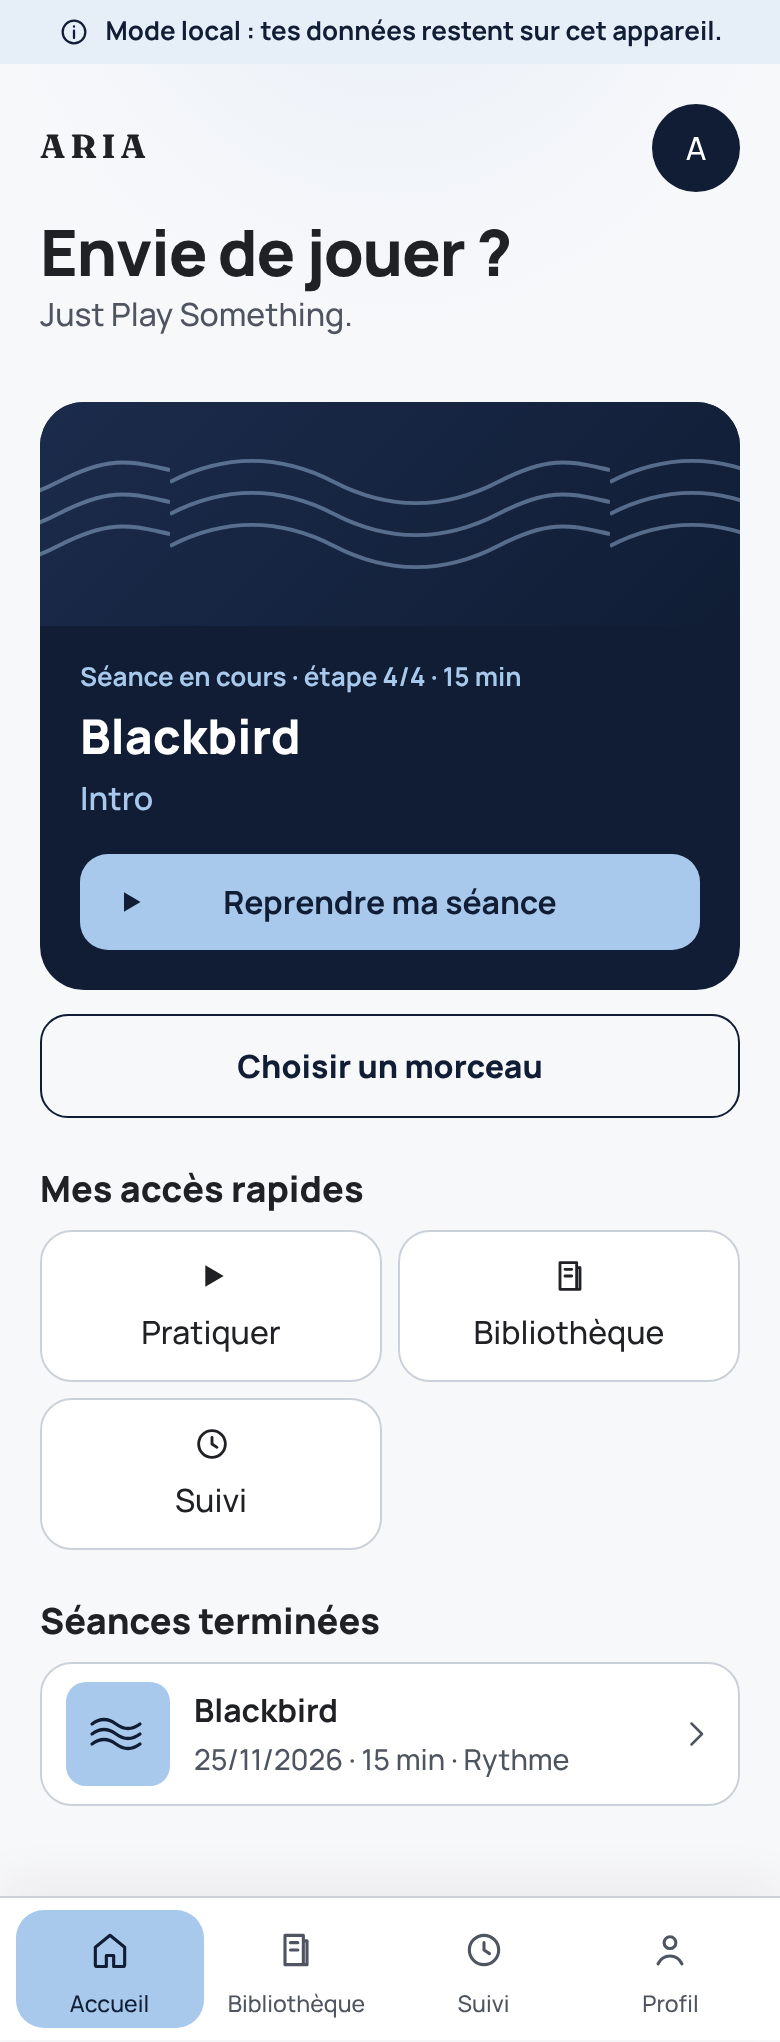 Mode local : tes données restent sur cet appareil.
ARIA
A
Envie de jouer ?
Just Play Something.
Séance en cours · étape 4/4 · 15 min
Blackbird
Intro
Reprendre ma séance
Choisir un morceau
Mes accès rapides
Pratiquer
Bibliothèque
Suivi
Séances terminées
Blackbird
25/11/2026 · 15 min · Rythme
Accueil
Bibliothèque
Suivi
Profil